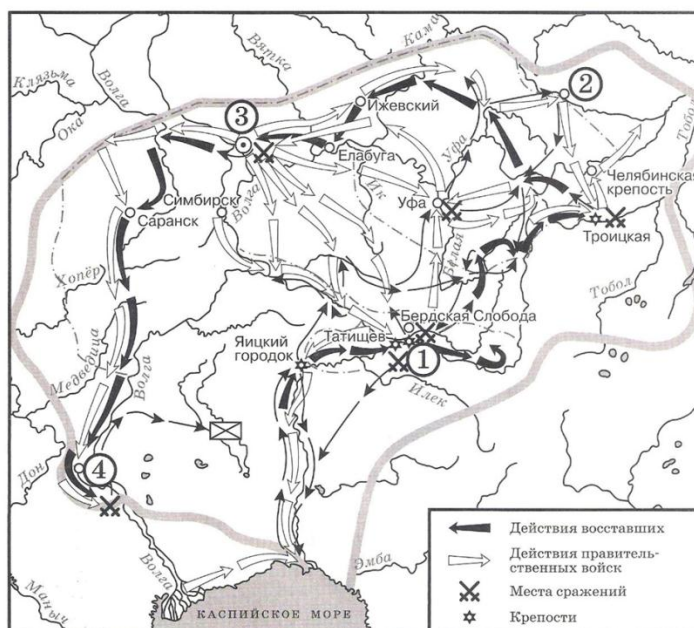 Клязьма
Волга
Вятка
Кама
Ока
3
2
Ижевский
Тобол
Елабуга
Уфа
Челябинская
крепость
Ик
Симбирск
Волга
Саранск
Уфа
Белая
Троицкая
Хопёр
Тобол
Бердская Слобода
Татищев
Яицкий
городок
1
Медведица
Волга
Илек
Дон
4
Волга
Эмба
Маныч
КАСПИЙСКОЕ МОРЕ
Действия восставших
Действия правитель-
ственных войск
Места сражений
Крепости